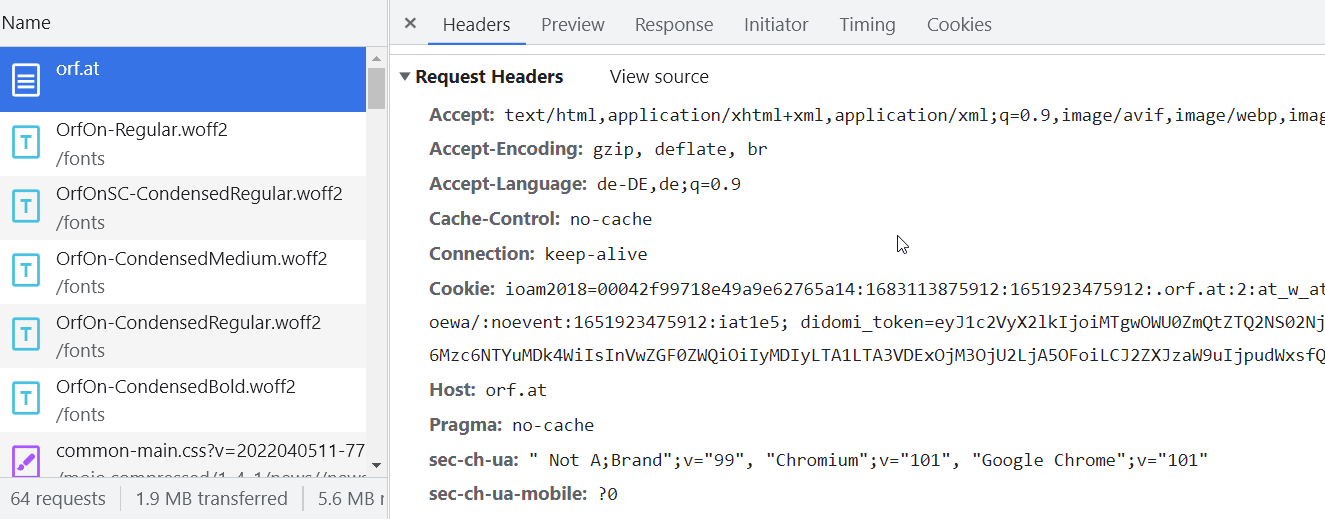 Name
orf.at
OrfOn-Regular.woff2
/fonts
OrfOnSC-CondensedRegular.woff2
/fonts
OrfOn-CondensedMedium.woff2
/fonts
OrfOn-CondensedRegular.woff2
/fonts
OrfOn-CondensedBold.woff2
/fonts
common-main.css?v=2022040511-77
64 requests
1.9 MB transferred
5.6 MB
Headers
Preview
Response
Initiator
Timing
Cookies
Request Headers
View source
Accept: text/html,application/xhtml+xml,application/xml;q=0.9,image/avif,image/webp,imag
Accept-Encoding: gzip, deflate, br
Accept-Language: de-DE,de;q=0.9
Cache-Control: no-cache
Connection: keep-alive
Cookie: ioam2018=00042f99718e49a9e62765a14:1683113875912:1651923475912:.orf.at:2:at_w_at
oewa/:noevent:1651923475912:iat1e5; didomi_token=eyJ1c2VyX2lkIjoiMTgwOWU0ZmQtZTQ2NS02Nj
6Mzc6NTYuMDk4WiIsInVwZGF0ZWQiOiIyMDIyLTA1LTA3VDExOjM3OjU2LjA5OFoiLCJ2ZXJzaW9uIjpudWxsfQ
Host: orf.at
Pragma: no-cache
sec-ch-ua: " Not A;Brand";v="99", "Chromium";v="101", "Google Chrome";v="101"
sec-ch-ua-mobile: ?0